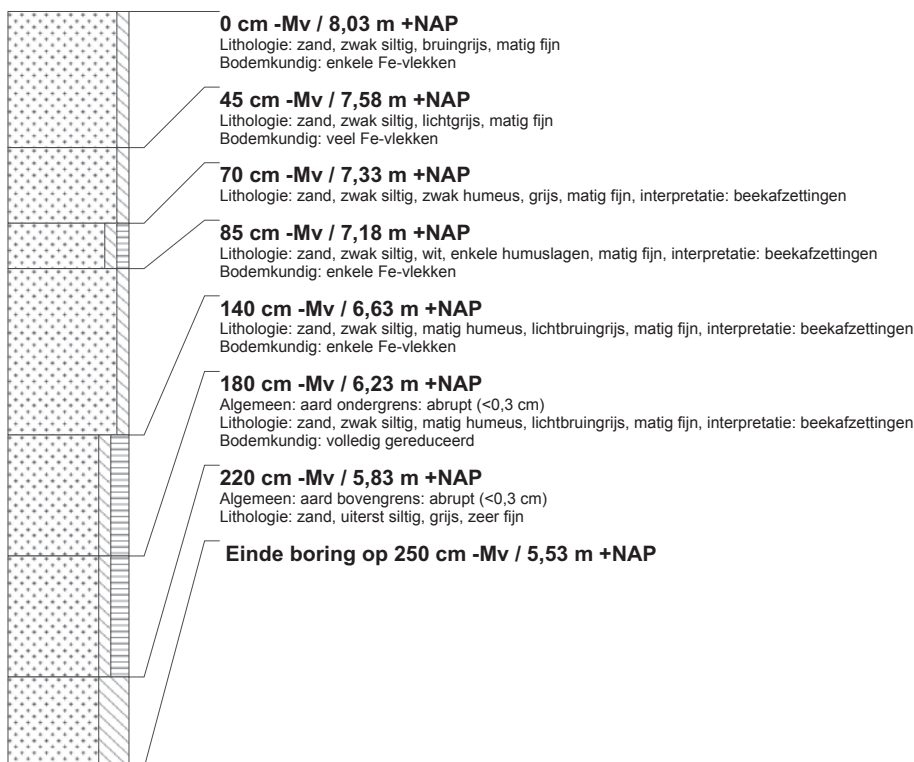 0 cm -Mv / 8,03 m +NAP
Lithologie: zand, zwak siltig, bruingrijs, matig fijn
Bodemkundig: enkele Fe-vlekken
45 cm -Mv / 7,58 m +NAP
Lithologie: zand, zwak siltig, lichtgrijs, matig fijn
Bodemkundig: veel Fe-vlekken
70 cm -Mv / 7,33 m +NAP
Lithologie: zand, zwak siltig, zwak humeus, grijs, matig fijn, interpretatie: beekafzettingen
85 cm -Mv / 7,18 m +NAP
Lithologie: zand, zwak siltig, wit, enkele humuslagen, matig fijn, interpretatie: beekafzettingen
Bodemkundig: enkele Fe-vlekken
140 cm -Mv / 6,63 m +NAP
Lithologie: zand, zwak siltig, matig humeus, lichtbruingrijs, matig fijn, interpretatie: beekafzettingen
Bodemkundig: enkele Fe-vlekken
180 cm -Mv / 6,23 m +NAP
Algemeen: aard ondergrens: abrupt (<0,3 cm)
Lithologie: zand, zwak siltig, matig humeus, lichtbruingrijs, matig fijn, interpretatie: beekafzettingen
Bodemkundig: volledig gereduceerd
220 cm -Mv / 5,83 m +NAP
Algemeen: aard bovengrens: abrupt (<0,3 cm)
Lithologie: zand, uiterst siltig, grijs, zeer fijn
Einde boring op 250 cm -Mv / 5,53 m +NAP